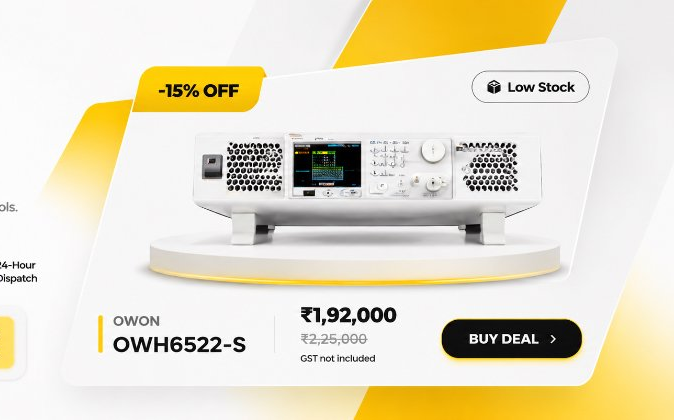 -15% OFF
Low Stock
ols.
24-Hour
Dispatch
OWON
OWH6522-S
₹1,92,000
₹2,25,000
GST not included
BUY DEAL